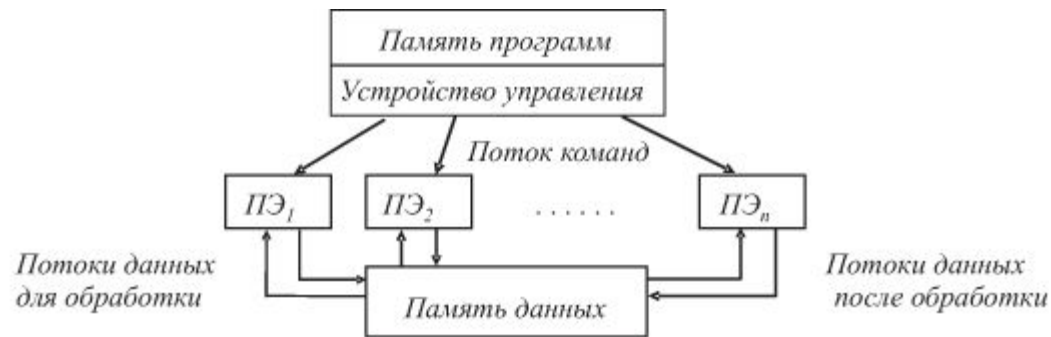 Память программ
Устройство управления
Поток команд
ПЭ1
ПЭ2
. . . . . .
ПЭn
Потоки данных
для обработки
Память данных
Потоки данных
после обработки